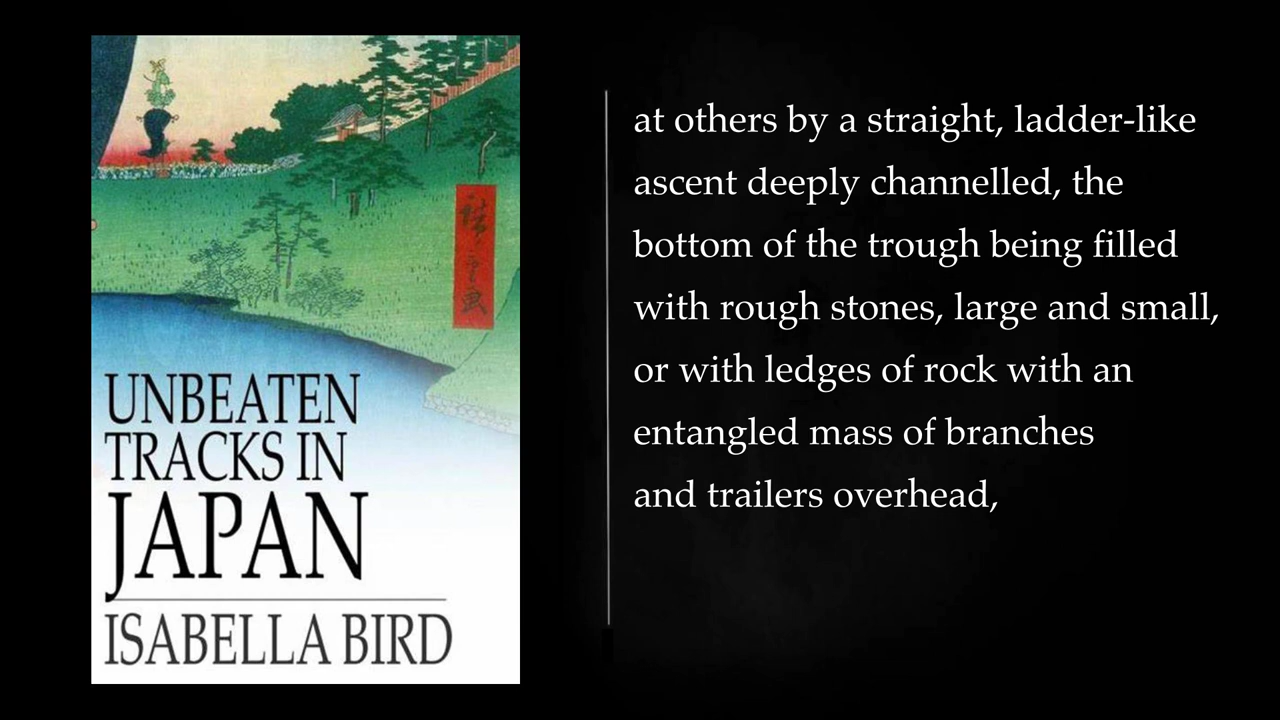 UNBEATEN
TRACKS IN
JAPAN
ISABELLA BIRD
at others by a straight, ladder-like
ascent deeply channelled, the
bottom of the trough being filled
with rough stones, large and small,
or with ledges of rock with an
entangled mass of branches
and trailers overhead,